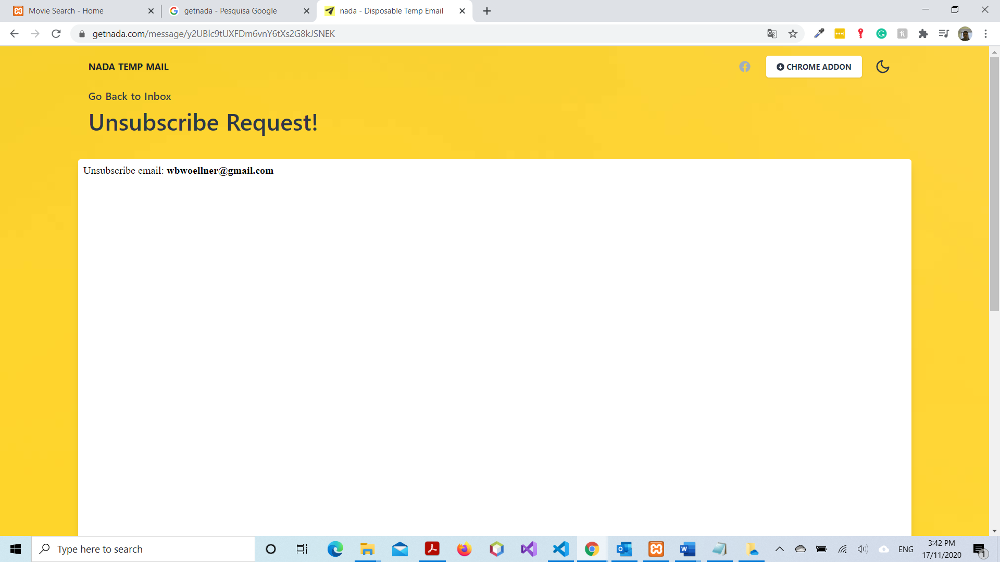 Movie Search - Home
getnada - Pesquisa Google
nada - Disposable Temp Email
getnada.com/message/y2UBlc9tUXFDm6vnY6tXs2G8kJSNEK
NADA TEMP MAIL
CHROME ADDON
Go Back to Inbox
Unsubscribe Request!
Unsubscribe email: wbwoellner@gmail.com
Type here to search
ENG
3:42 PM
17/11/2020
1